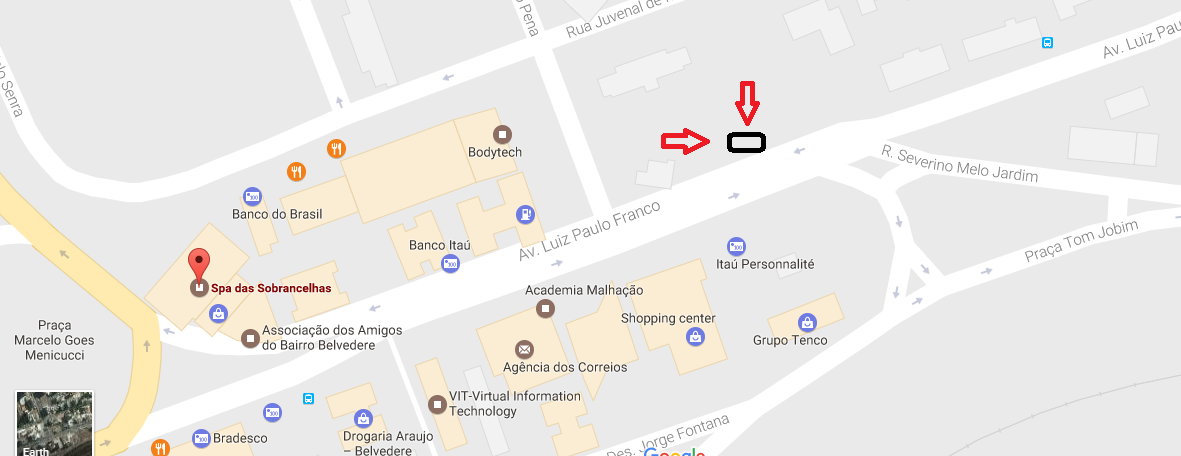 Rua Juvenal de
o Pena
Av. Luiz Pau
lo Senra
Bodytech
R. Severino Melo Jardim
Banco do Brasil
Av. Luiz Paulo Franco
Banco Itaú
Praça Tom Jobim
Itaú Personnalité
Spa das Sobrancelhas
Academia Malhação
Shopping center
Praça
Marcelo Goes
Menicucci
Associação dos Amigos
do Bairro Belvedere
Grupo Tenco
Agência dos Correios
VIT-Virtual Information
Technology
Bradesco
Drogaria Araujo
– Belvedere
Des. Jorge Fontana
Earth
Google